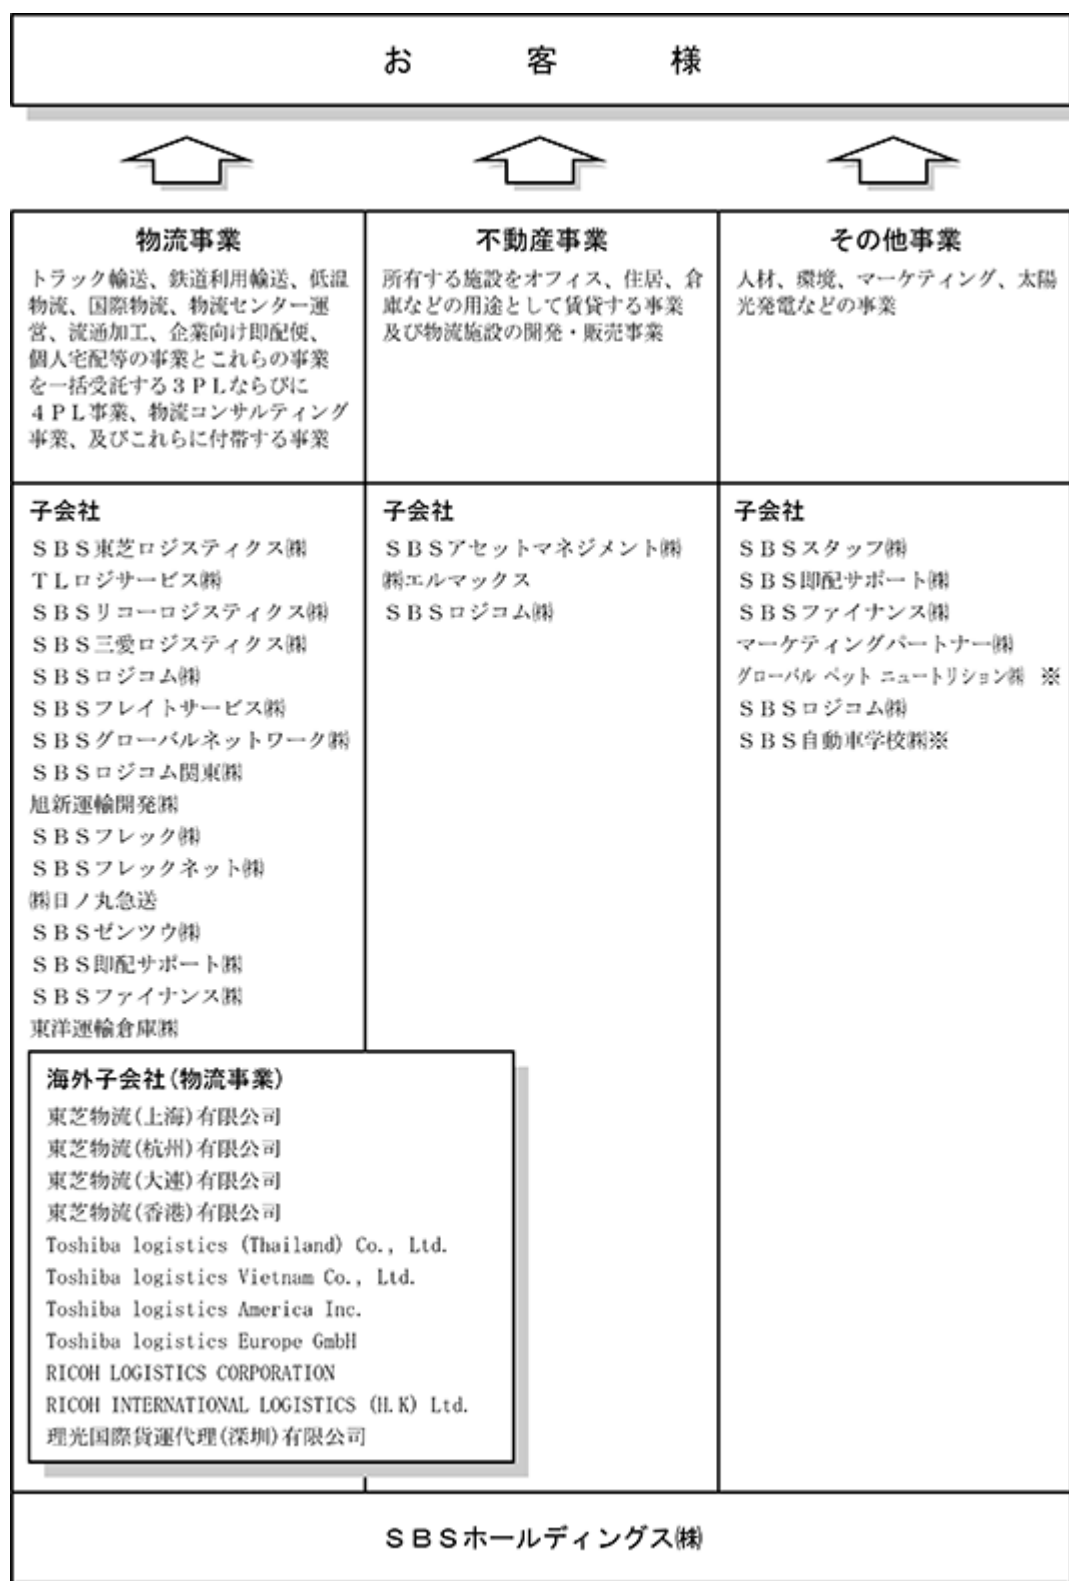 お客様
物流事業
トラック輸送、鉄道利用輸送、低温
物流、国際物流、物流センター運
営、流通加工、企業向け即配便、
個人宅配等の事業とこれらの事業
を一括受託する３ＰＬならびに
４ＰＬ事業、物流コンサルティング
事業、及びこれらに付帯する事業
子会社
ＳＢＳ東芝ロジスティクス㈱
ＴＬロジサービス㈱
ＳＢＳリコーロジスティクス㈱
ＳＢＳ三愛ロジスティクス㈱
ＳＢＳロジコム㈱
ＳＢＳフレイトサービス㈱
ＳＢＳグローバルネットワーク㈱
ＳＢＳロジコム関東㈱
旭新運輸開発㈱
ＳＢＳフレック㈱
ＳＢＳフレックネット㈱
㈱日ノ丸急送
ＳＢＳゼンツウ㈱
ＳＢＳ即配サポート㈱
ＳＢＳファイナンス㈱
東洋運輸倉庫㈱
海外子会社(物流事業)
東芝物流(上海)有限公司
東芝物流(杭州)有限公司
東芝物流(大連)有限公司
東芝物流(香港)有限公司
Toshiba logistics (Thailand) Co., Ltd.
Toshiba logistics Vietnam Co., Ltd.
Toshiba logistics America Inc.
Toshiba logistics Europe GmbH
RICOH LOGISTICS CORPORATION
RICOH INTERNATIONAL LOGISTICS (H.K) Ltd.
理光国際貨運代理(深圳)有限公司
不動産事業
所有する施設をオフィス、住居、倉
庫などの用途として賃貸する事業
及び物流施設の開発・販売事業
子会社
ＳＢＳアセットマネジメント㈱
㈱エルマックス
ＳＢＳロジコム㈱
その他事業
人材、環境、マーケティング、太陽
光発電などの事業
子会社
ＳＢＳスタッフ㈱
ＳＢＳ即配サポート㈱
ＳＢＳファイナンス㈱
マーケティングパートナー㈱
グローバル ペット ニュートリション㈱ ※
ＳＢＳロジコム㈱
ＳＢＳ自動車学校㈱※
ＳＢＳホールディングス㈱